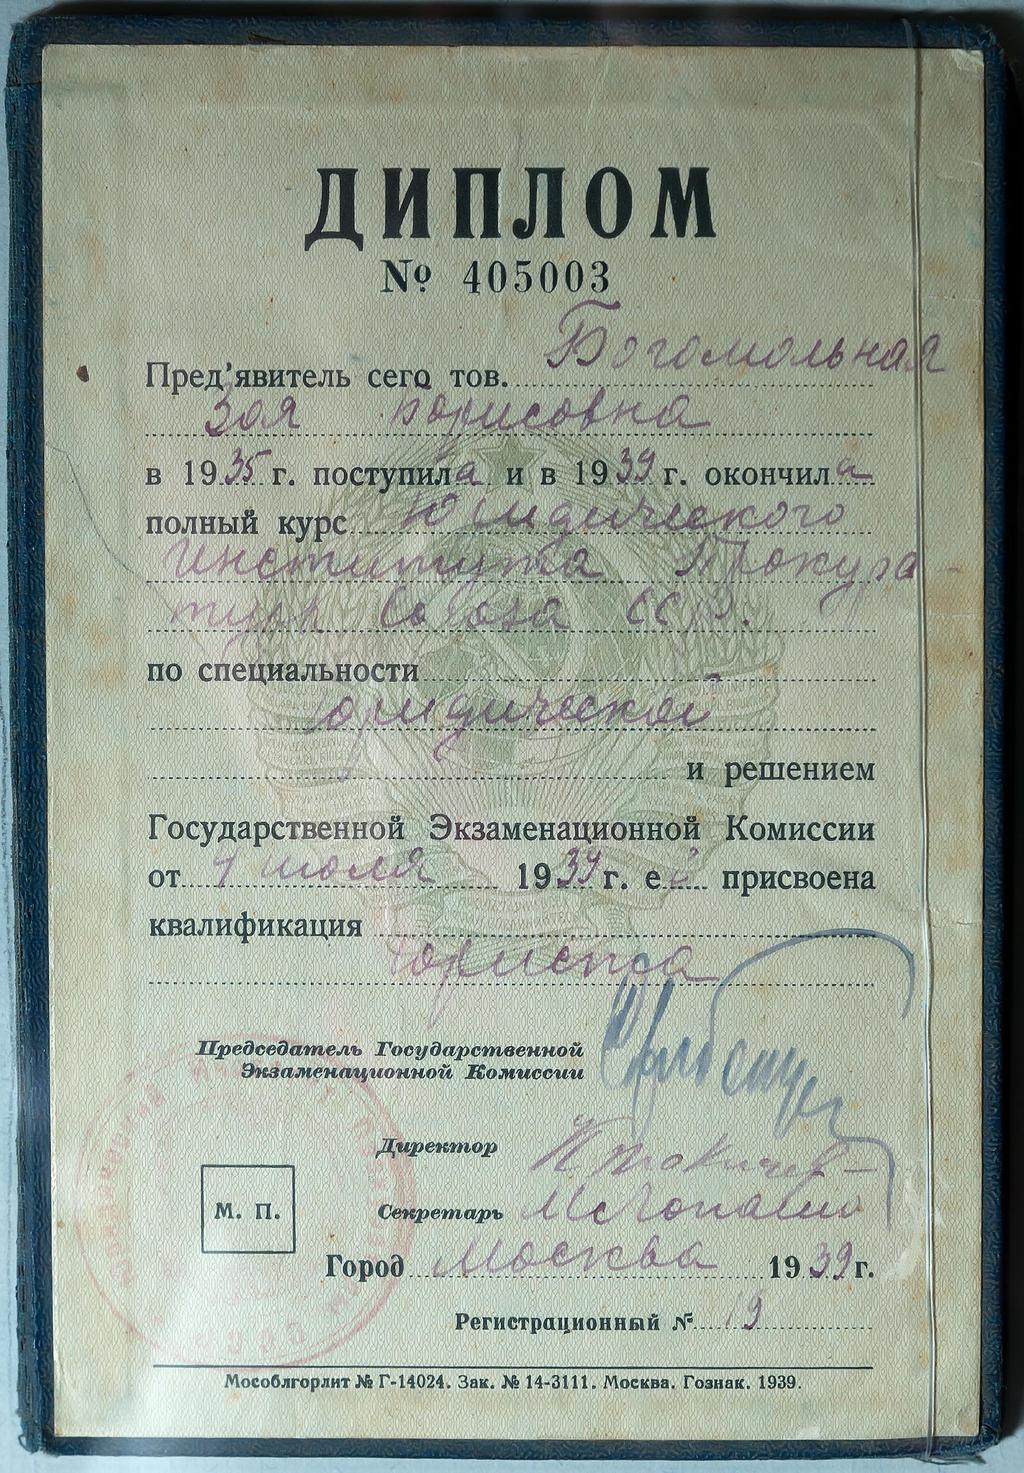 ДИПЛОМ
№ 405003
Пред'явитель сего тов. Богомольная
Зоя Борисовна
в 1935 г. поступила и в 1939 г. окончила
полный курс Юридического
института Прокура-
туры Союза ССР.
по специальности
юридической
и решением
Государственной Экзаменационной Комиссии
от 1 июля 1939 г. ей присвоена
квалификация
юриста
Председатель Государственной
Экзаменационной Комиссии
Директор
Секретарь
М. П.
Город Москва 1939 г.
Регистрационный № 19
Мособлгорлит № Г-14024. Зак. № 14-3111. Москва. Гознак. 1939.